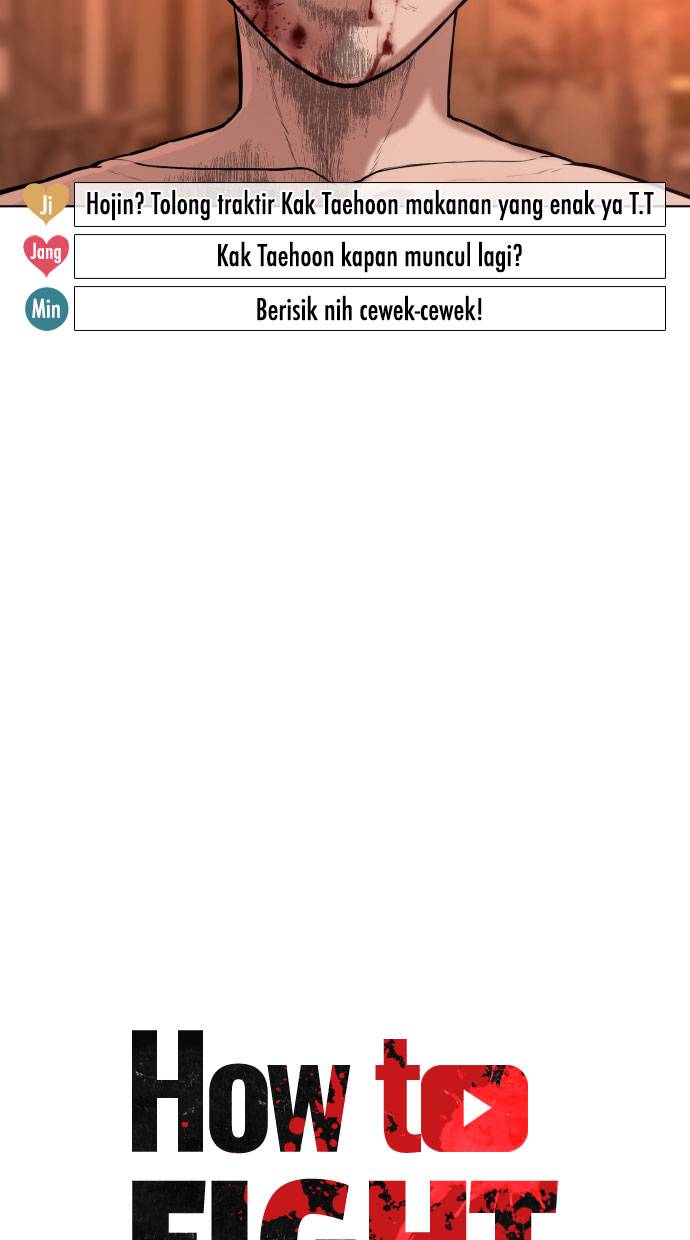 Ji Hojin? Tolong traktir Kak Taehoon makanan yang enak ya T.T
Jang Kak Taehoon kapan muncul lagi?
Min Berisik nih cewek-cewek!
How to
FIGHT